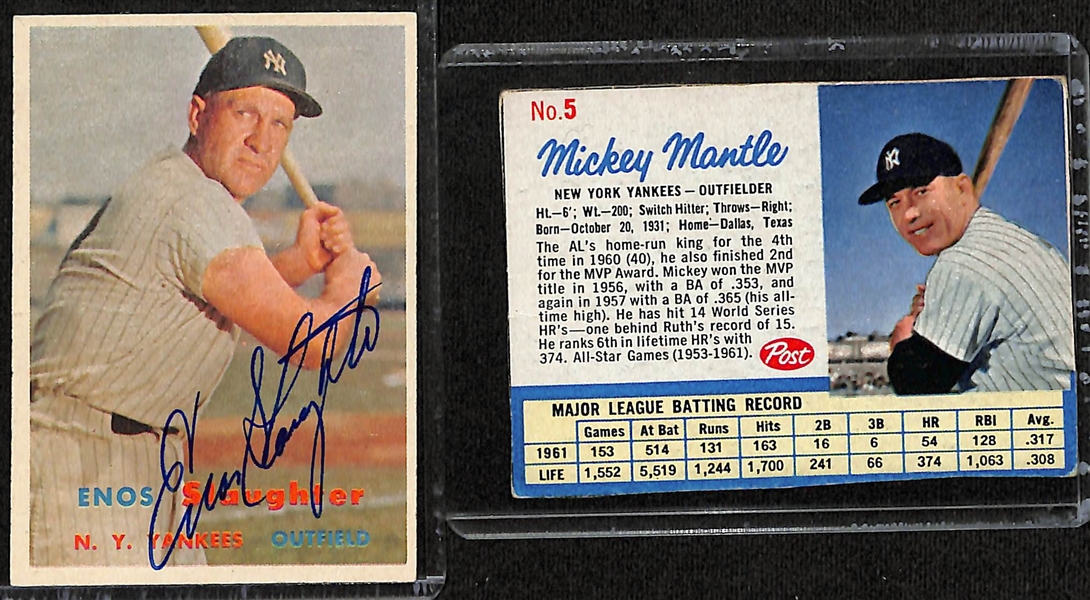 NY
Enos Slaughter
ENOS Slaughter
N. Y. YANKEES OUTFIELD
No.5
Mickey Mantle
NEW YORK YANKEES – OUTFIELDER
Ht.–6'; Wt.–200; Switch Hitter; Throws–Right;
Born–October 20, 1931; Home–Dallas, Texas
The AL's home-run king for the 4th
time in 1960 (40), he also finished 2nd
for the MVP Award. Mickey won the MVP
title in 1956, with a BA of .353, and
again in 1957 with a BA of .365 (his all-
time high). He has hit 14 World Series
HR's—one behind Ruth's record of 15.
He ranks 6th in lifetime HR's with
374. All-Star Games (1953-1961).
Post
NY
MAJOR LEAGUE BATTING RECORD
Games At Bat Runs Hits 2B 3B HR RBI Avg.
1961 153 514 131 163 16 6 54 128 .317
LIFE 1,552 5,519 1,244 1,700 241 66 374 1,063 .308